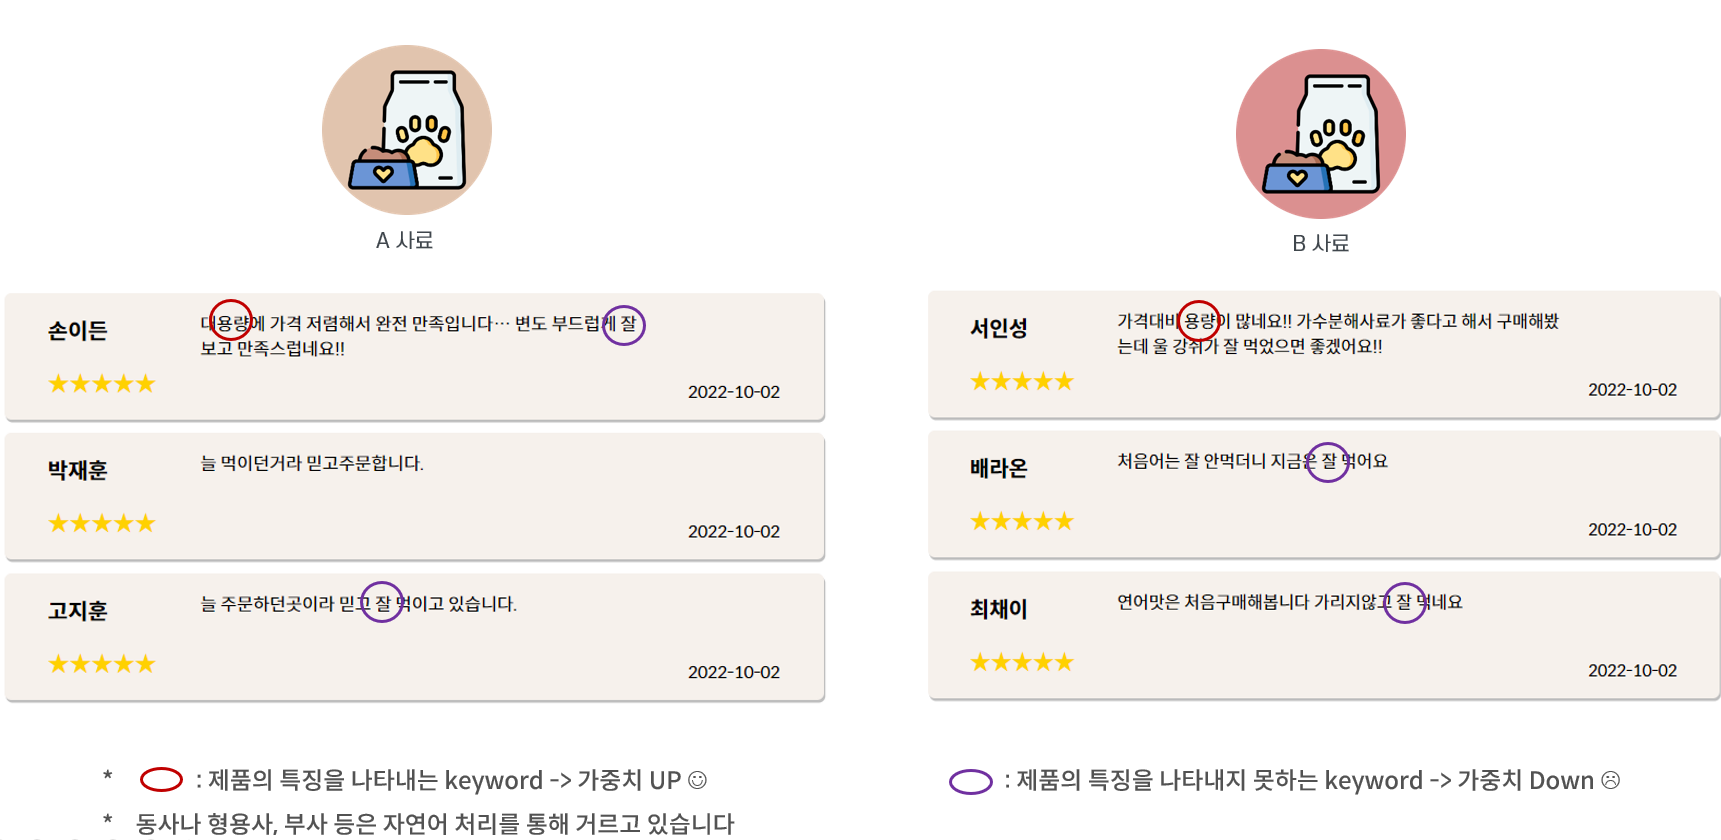 A 사료
B 사료
손이든
대용량에 가격 저렴해서 완전 만족입니다… 변도 부드럽게 잘
보고 만족스럽네요!!
★★★★★
2022-10-02
박재훈
늘 먹이던거라 믿고주문합니다.
★★★★★
2022-10-02
고지훈
늘 주문하던곳이라 믿고 잘 먹이고 있습니다.
★★★★★
2022-10-02
서인성
가격대비 용량이 많네요!! 가수분해사료가 좋다고 해서 구매해봤
는데 울 강쥐가 잘 먹었으면 좋겠어요!!
★★★★★
2022-10-02
배라온
처음어는 잘 안먹더니 지금은 잘 먹어요
★★★★★
2022-10-02
최채이
연어맛은 처음구매해봅니다 가리지않고 잘 먹네요
★★★★★
2022-10-02
* : 제품의 특징을 나타내는 keyword -> 가중치 UP ☺
: 제품의 특징을 나타내지 못하는 keyword -> 가중치 Down ☹
* 동사나 형용사, 부사 등은 자연어 처리를 통해 거르고 있습니다